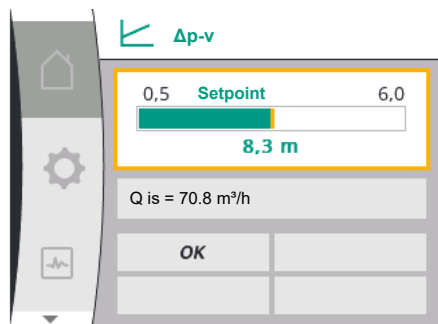 Δp-v
0,5 Setpoint 6,0
8,3 m
Q is = 70.8 m³/h
OK